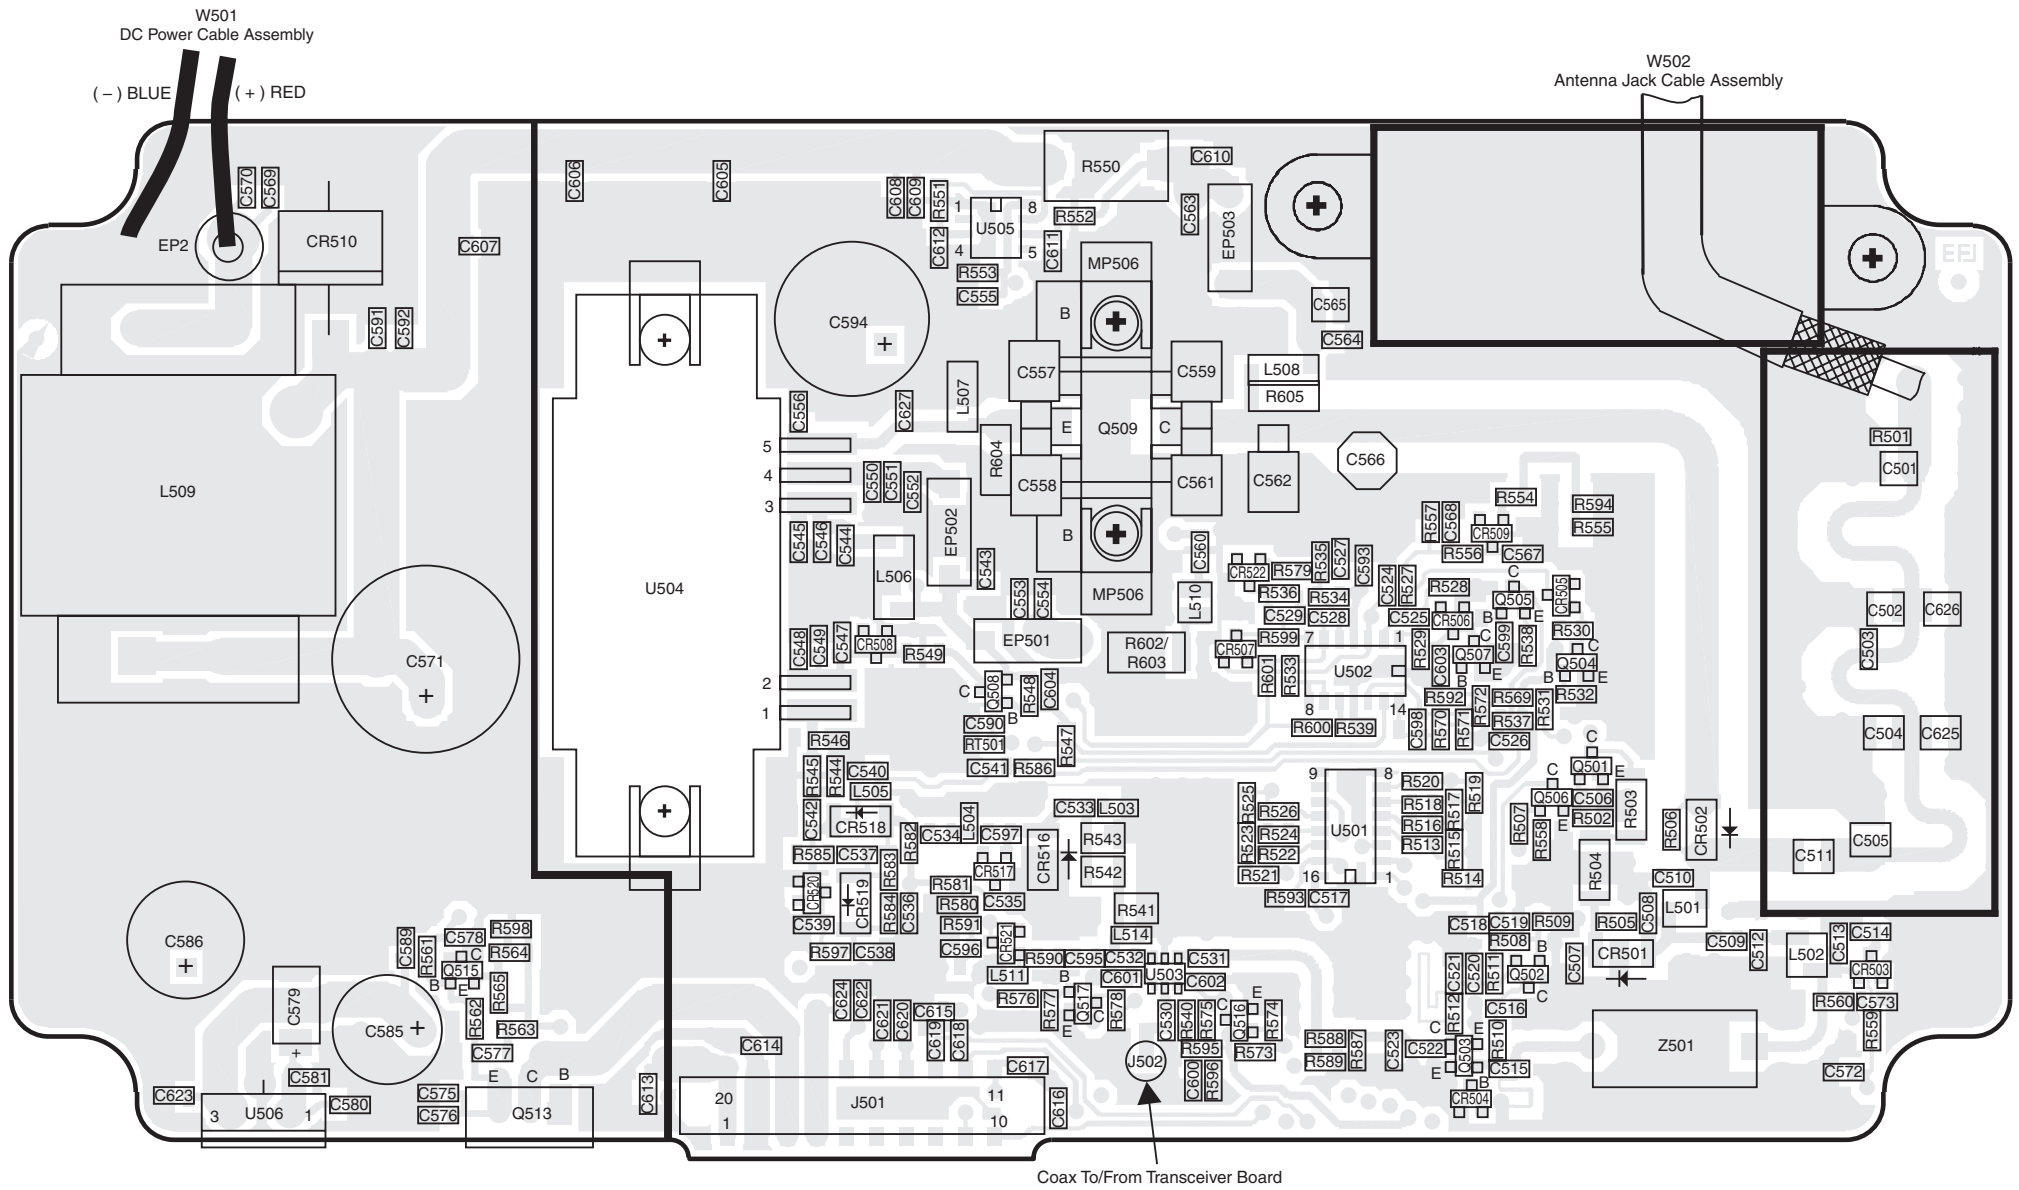 W501
DC Power Cable Assembly
( – ) BLUE
( + ) RED
W502
Antenna Jack Cable Assembly
C570
C569
EP2
CR510
C607
C591
C592
L509
C571
+
C606
C605
C608
C609
R551
1
8
U505
4
5
C612
C611
R552
R553
C555
R550
C610
C563
EP503
C565
C564
EFJ
MP506
B
C594
+
C557
C559
L508
R605
L507
C556
C627
E
Q509
C
R604
C558
C561
C562
C566
B
MP506
5
4
3
C550
C551
C552
EP502
C545
C546
C544
L506
C543
C553
C554
C560
L510
EP501
R602/
R603
U504
C548
C549
C547
CR508
R549
2
1
C
Q508
B
R548
C604
C590
RT501
C541
R586
R547
R501
C501
C502
C626
C503
C504
C625
C505
C511
R554
R594
R555
R557
C568
CR509
R556
C567
CR522
R579
R535
C527
C593
C524
R527
R528
C
Q505
B
E
CR505
R536
R534
C529
C528
C525
CR506
R599
7
1
CR507
R601
R533
U502
8
14
R529
C603
C
Q507
B
E
C599
R538
R530
C
Q504
B
E
R592
R572
R569
R531
R532
R600
R539
C598
R570
R571
R537
C526
R546
R545
R544
C540
L505
C542
CR518
R582
C534
L504
C597
C533
L503
R585
C537
R583
CR517
CR516
R543
R542
CR520
CR519
R584
C536
R581
R580
R591
C535
C539
R541
L514
R597
C538
C596
CR521
R590
C595
C532
C531
L511
C601
U503
C602
9
8
U501
16
1
R525
R526
R523
R524
R522
R521
R593
C517
R520
R519
R518
R517
R516
R513
R515
R514
C
Q501
E
C
Q506
E
C506
R502
R507
R558
R503
R506
CR502
R504
C510
C508
L501
C518
C519
R509
R505
R508
B
Q502
C
C521
C520
R511
C507
CR501
C509
C512
L502
C513
C514
CR503
R560
C573
R559
C572
R512
C516
R510
C
E
Q503
E
B
C522
C515
CR504
Z501
C586
+
C579
+
C585
+
C589
R561
C578
C
Q515
B
E
R598
R564
R565
R562
R563
C577
C581
C580
C623
3
U506
1
C575
C576
E
C
B
Q513
C613
C614
C624
C622
C621
C620
C615
C619
C618
C617
C616
20
1
J501
11
10
R576
R577
B
Q517
E
C
R578
C530
R540
R575
C
Q516
E
R574
R595
R573
C600
R596
R588
R589
R587
C523
J502
Coax To/From Transceiver Board